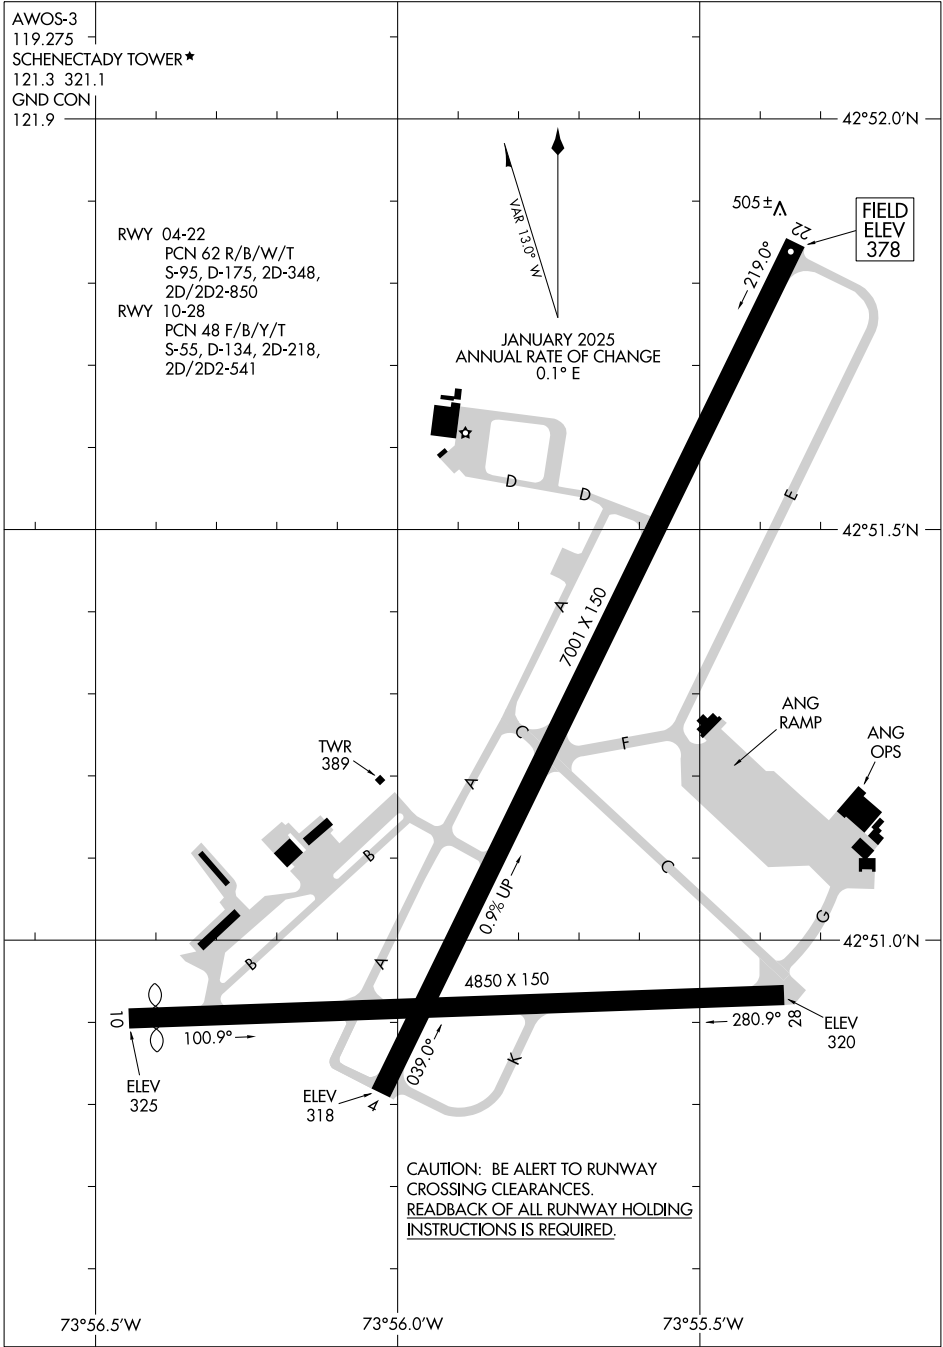 AWOS-3
119.275
SCHENECTADY TOWER★
121.3 321.1
GND CON
121.9
42°52.0'N
VAR 13.0° W
JANUARY 2025
ANNUAL RATE OF CHANGE
0.1° E
505±
22
FIELD
ELEV
378
219.0°
RWY 04-22
PCN 62 R/B/W/T
S-95, D-175, 2D-348,
2D/2D2-850
RWY 10-28
PCN 48 F/B/Y/T
S-55, D-134, 2D-218,
2D/2D2-541
D
D
E
42°51.5'N
A
7001 X 150
C
F
ANG
RAMP
ANG
OPS
TWR
389
A
B
C
0.9% UP
G
B
A
42°51.0'N
4850 X 150
10
100.9°
039.0°
280.9°
28
ELEV
320
K
ELEV
325
ELEV
318
4
CAUTION: BE ALERT TO RUNWAY
CROSSING CLEARANCES.
READBACK OF ALL RUNWAY HOLDING
INSTRUCTIONS IS REQUIRED.
73°56.5'W
73°56.0'W
73°55.5'W